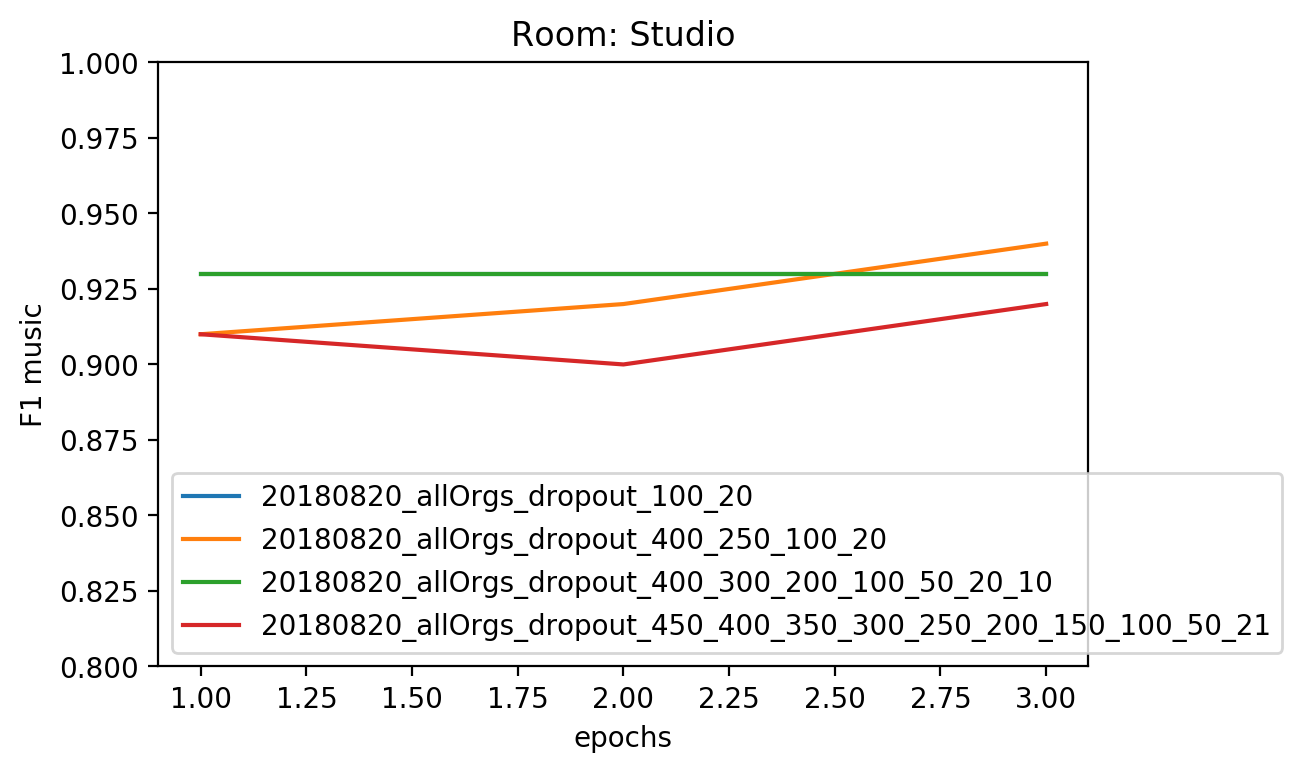 Room: Studio
1.000
0.975
0.950
0.925
0.900
0.875
0.850
0.825
0.800
F1 music
20180820_allOrgs_dropout_100_20
20180820_allOrgs_dropout_400_250_100_20
20180820_allOrgs_dropout_400_300_200_100_50_20_10
20180820_allOrgs_dropout_450_400_350_300_250_200_150_100_50_21
1.00 1.25 1.50 1.75 2.00 2.25 2.50 2.75 3.00
epochs